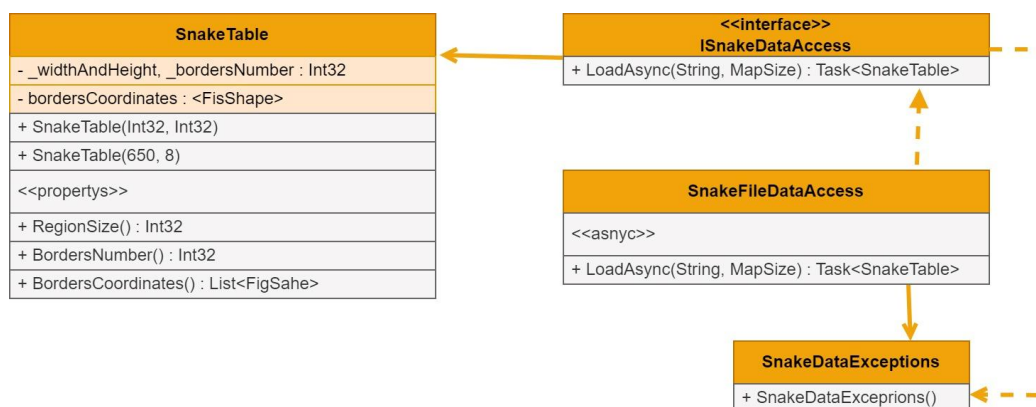 SnakeTable
- _widthAndHeight, _bordersNumber : Int32
- bordersCoordinates : <FisShape>
+ SnakeTable(Int32, Int32)
+ SnakeTable(650, 8)
<<propertys>>
+ RegionSize() : Int32
+ BordersNumber() : Int32
+ BordersCoordinates() : List<FigSahe>
<<interface>>
ISnakeDataAccess
+ LoadAsync(String, MapSize) : Task<SnakeTable>
SnakeFileDataAccess
<<asnyc>>
+ LoadAsync(String, MapSize) : Task<SnakeTable>
SnakeDataExceptions
+ SnakeDataExceprions()